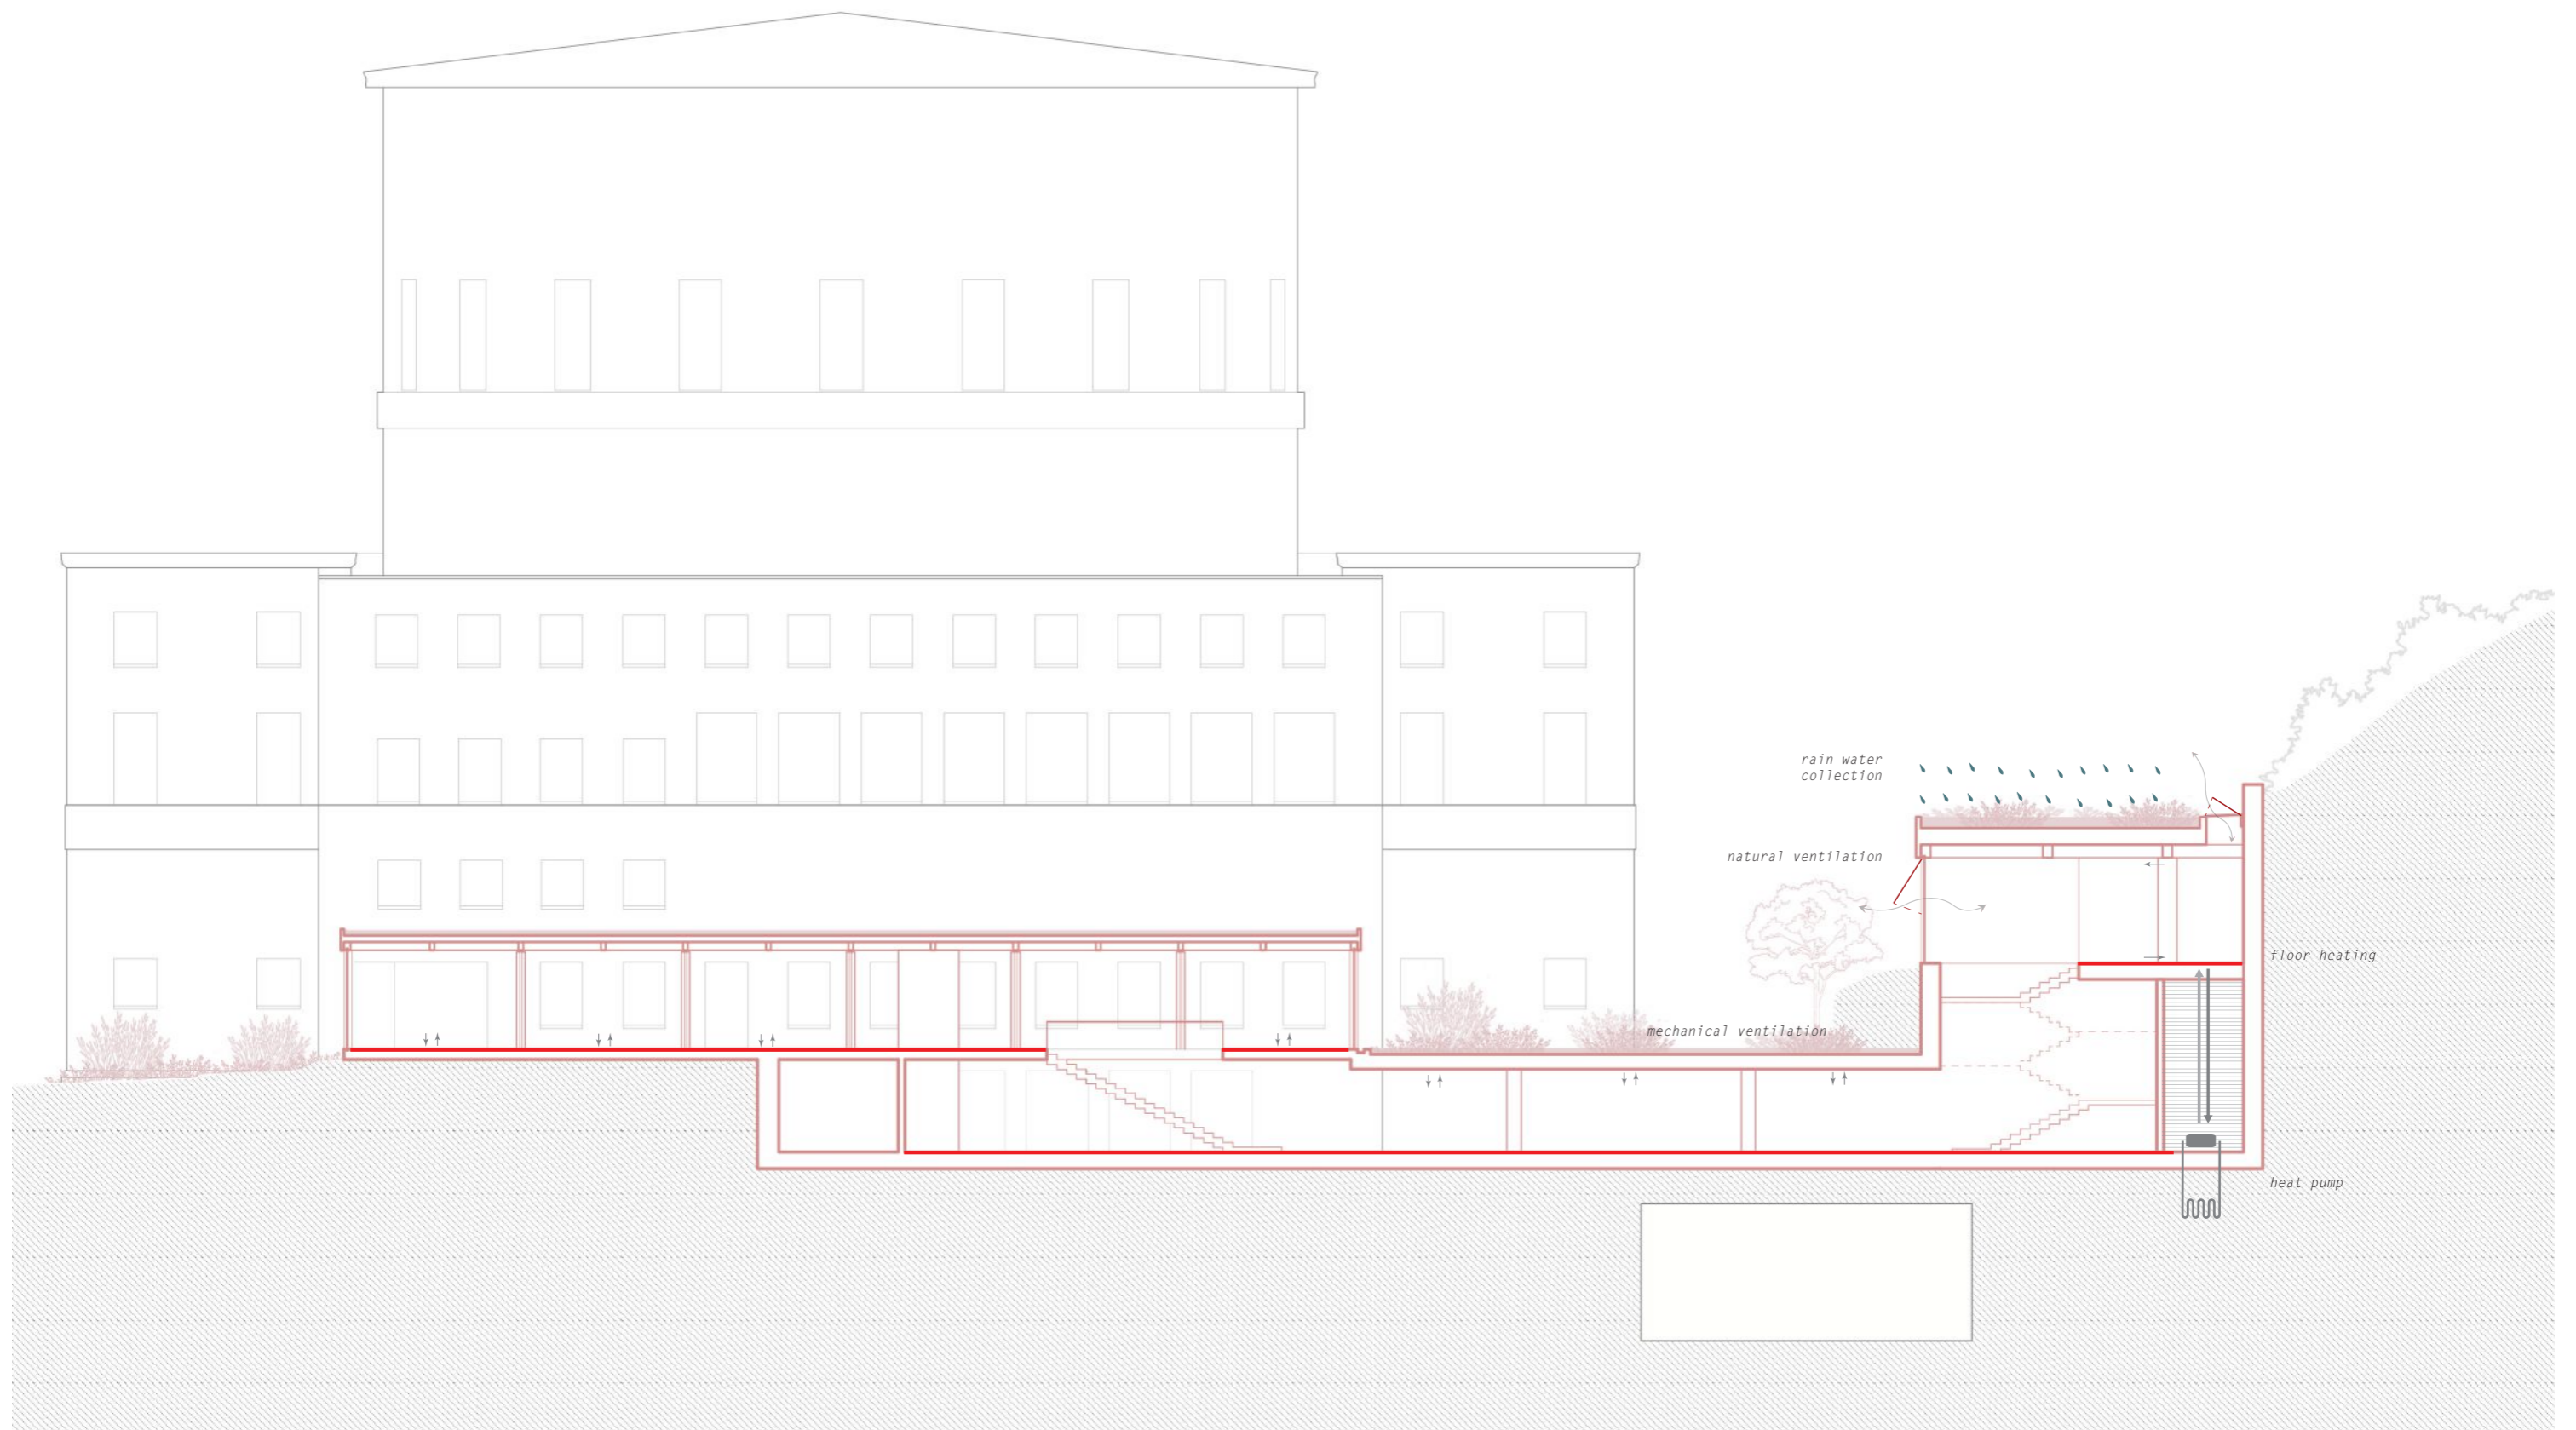 rain water
collection
natural ventilation
floor heating
mechanical ventilation
heat pump